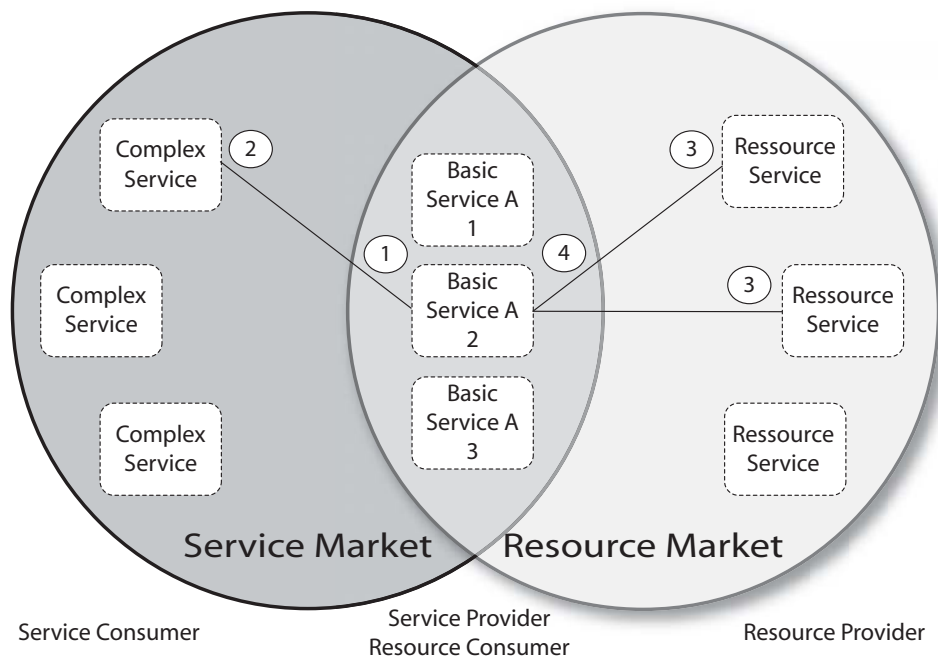 Complex
Service
2
Basic
Service A
1
3
Ressource
Service
1
4
Complex
Service
Basic
Service A
2
3
Ressource
Service
Complex
Service
Basic
Service A
3
Ressource
Service
Service Market
Resource Market
Service Consumer
Service Provider
Resource Consumer
Resource Provider